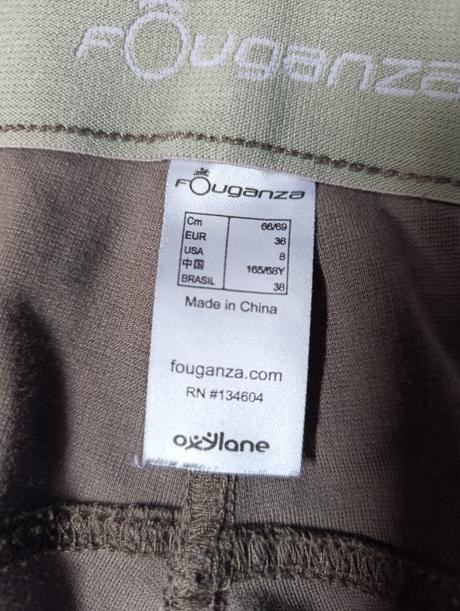 Fouganza
Fouganza
Cm 66/69
EUR 36
USA 8
中国 165/68Y
BRASIL 38
Made in China
fouganza.com
RN #134604
oxylane